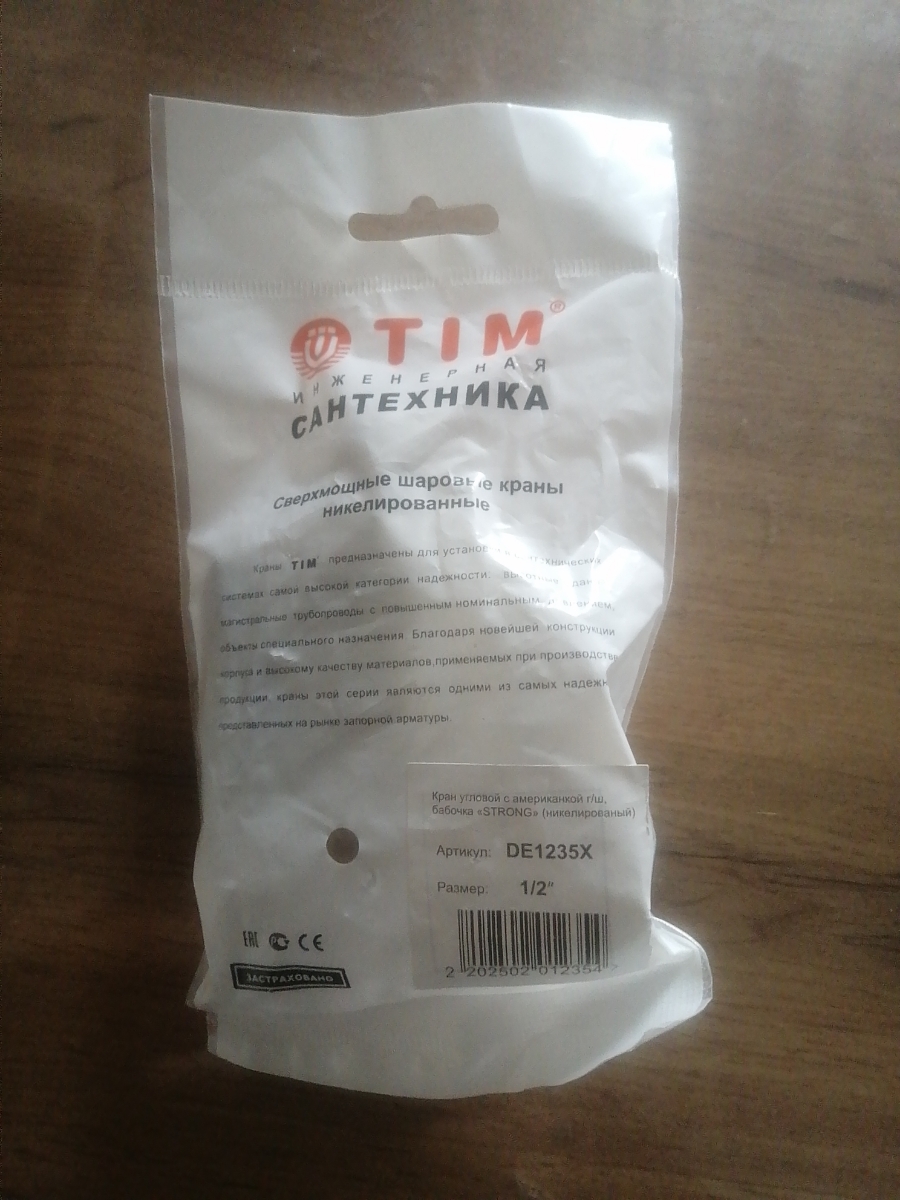 TIM®
ИНЖЕНЕРНАЯ
САНТЕХНИКА
Сверхмощные шаровые краны
никелированные
Краны TIM предназначены для установ
системах самой высокой категории надежности:
магистральные трубопроводы с повышенным номинальным
объекты специального назначения. Благодаря новейшей конструкции
корпуса и высокому качеству материалов,применяемых при производстве
продукции, краны этой серии являются одними из самых надежн
представленных на рынке запорной арматуры.
Кран угловой с американкой г/ш,
бабочка «STRONG» (никелированый)
Артикул: DE1235X
Размер: 1/2"
EAC PC CE
ЗАСТРАХОВАНО
2 202502 012354 >